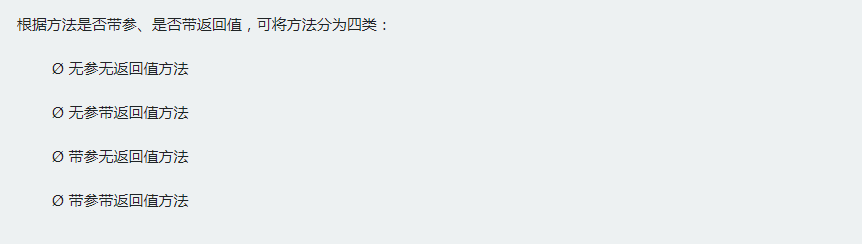 根据方法是否带参、是否带返回值，可将方法分为四类：
Ø 无参无返回值方法
Ø 无参带返回值方法
Ø 带参无返回值方法
Ø 带参带返回值方法